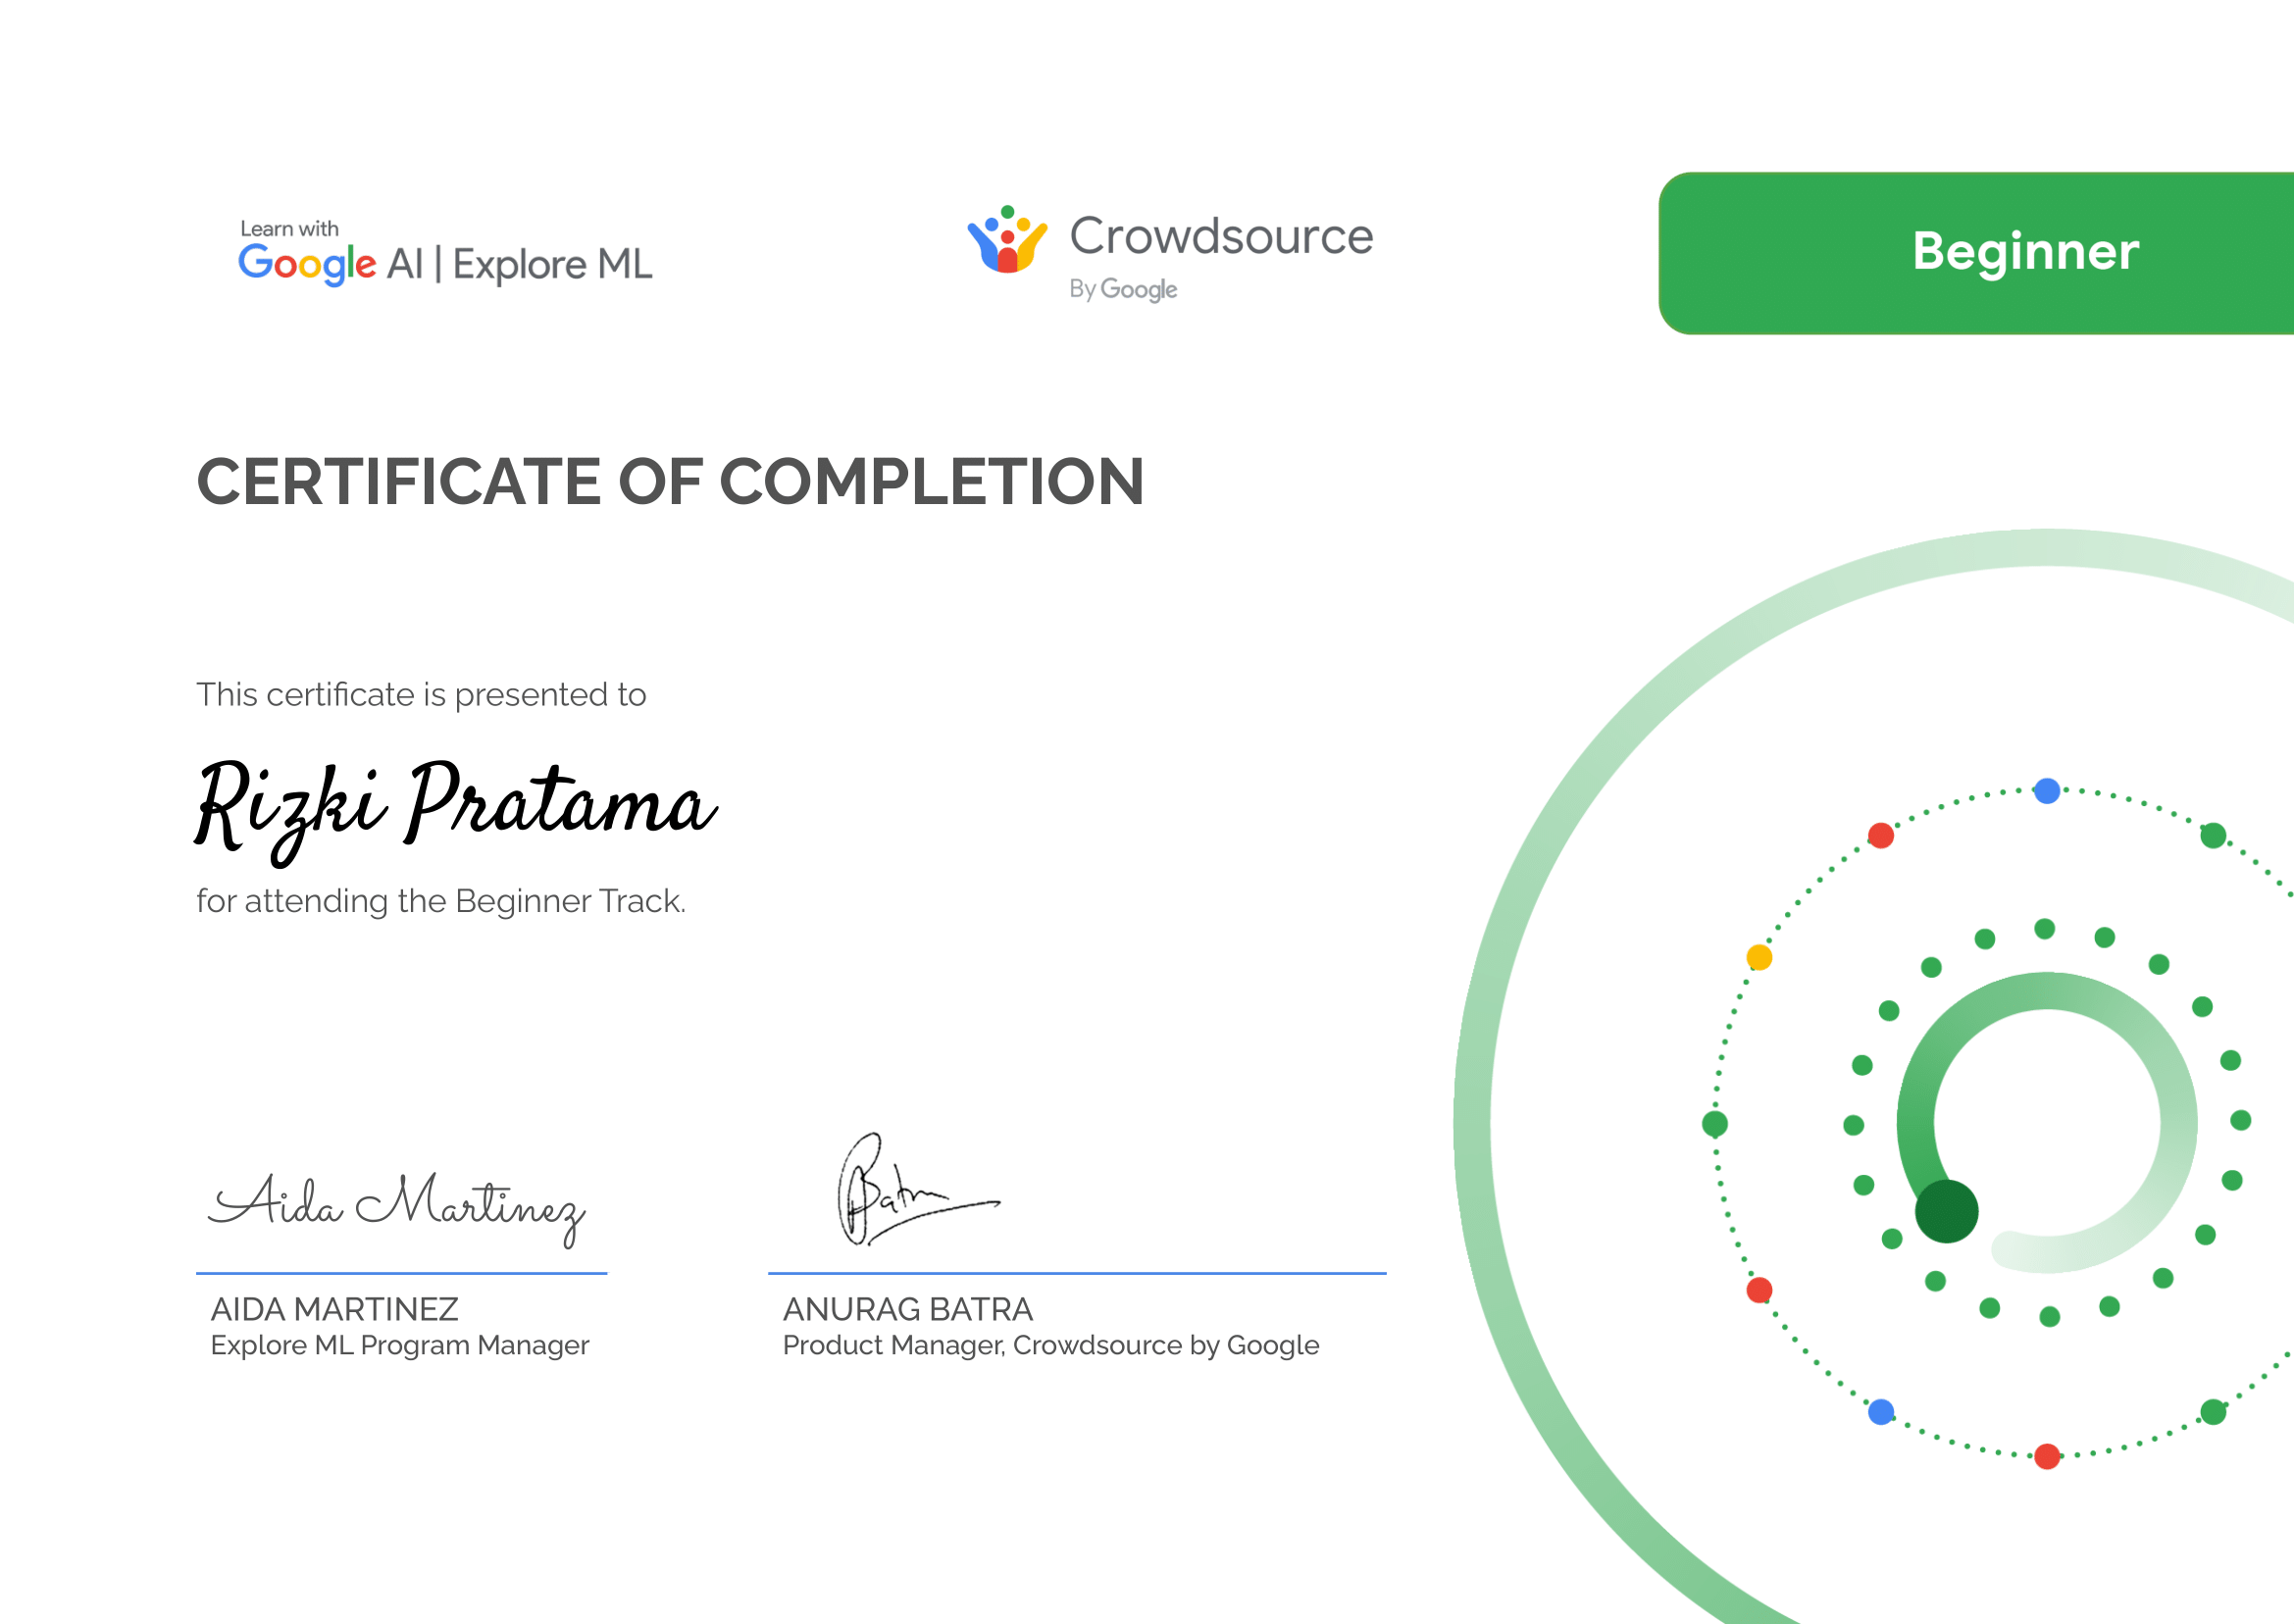 Learn with
Google AI | Explore ML
Crowdsource
By Google
Beginner
CERTIFICATE OF COMPLETION
This certificate is presented to
Rizki Pratama
for attending the Beginner Track.
Aida Martinez
Batra
AIDA MARTINEZ
Explore ML Program Manager
ANURAG BATRA
Product Manager, Crowdsource by Google